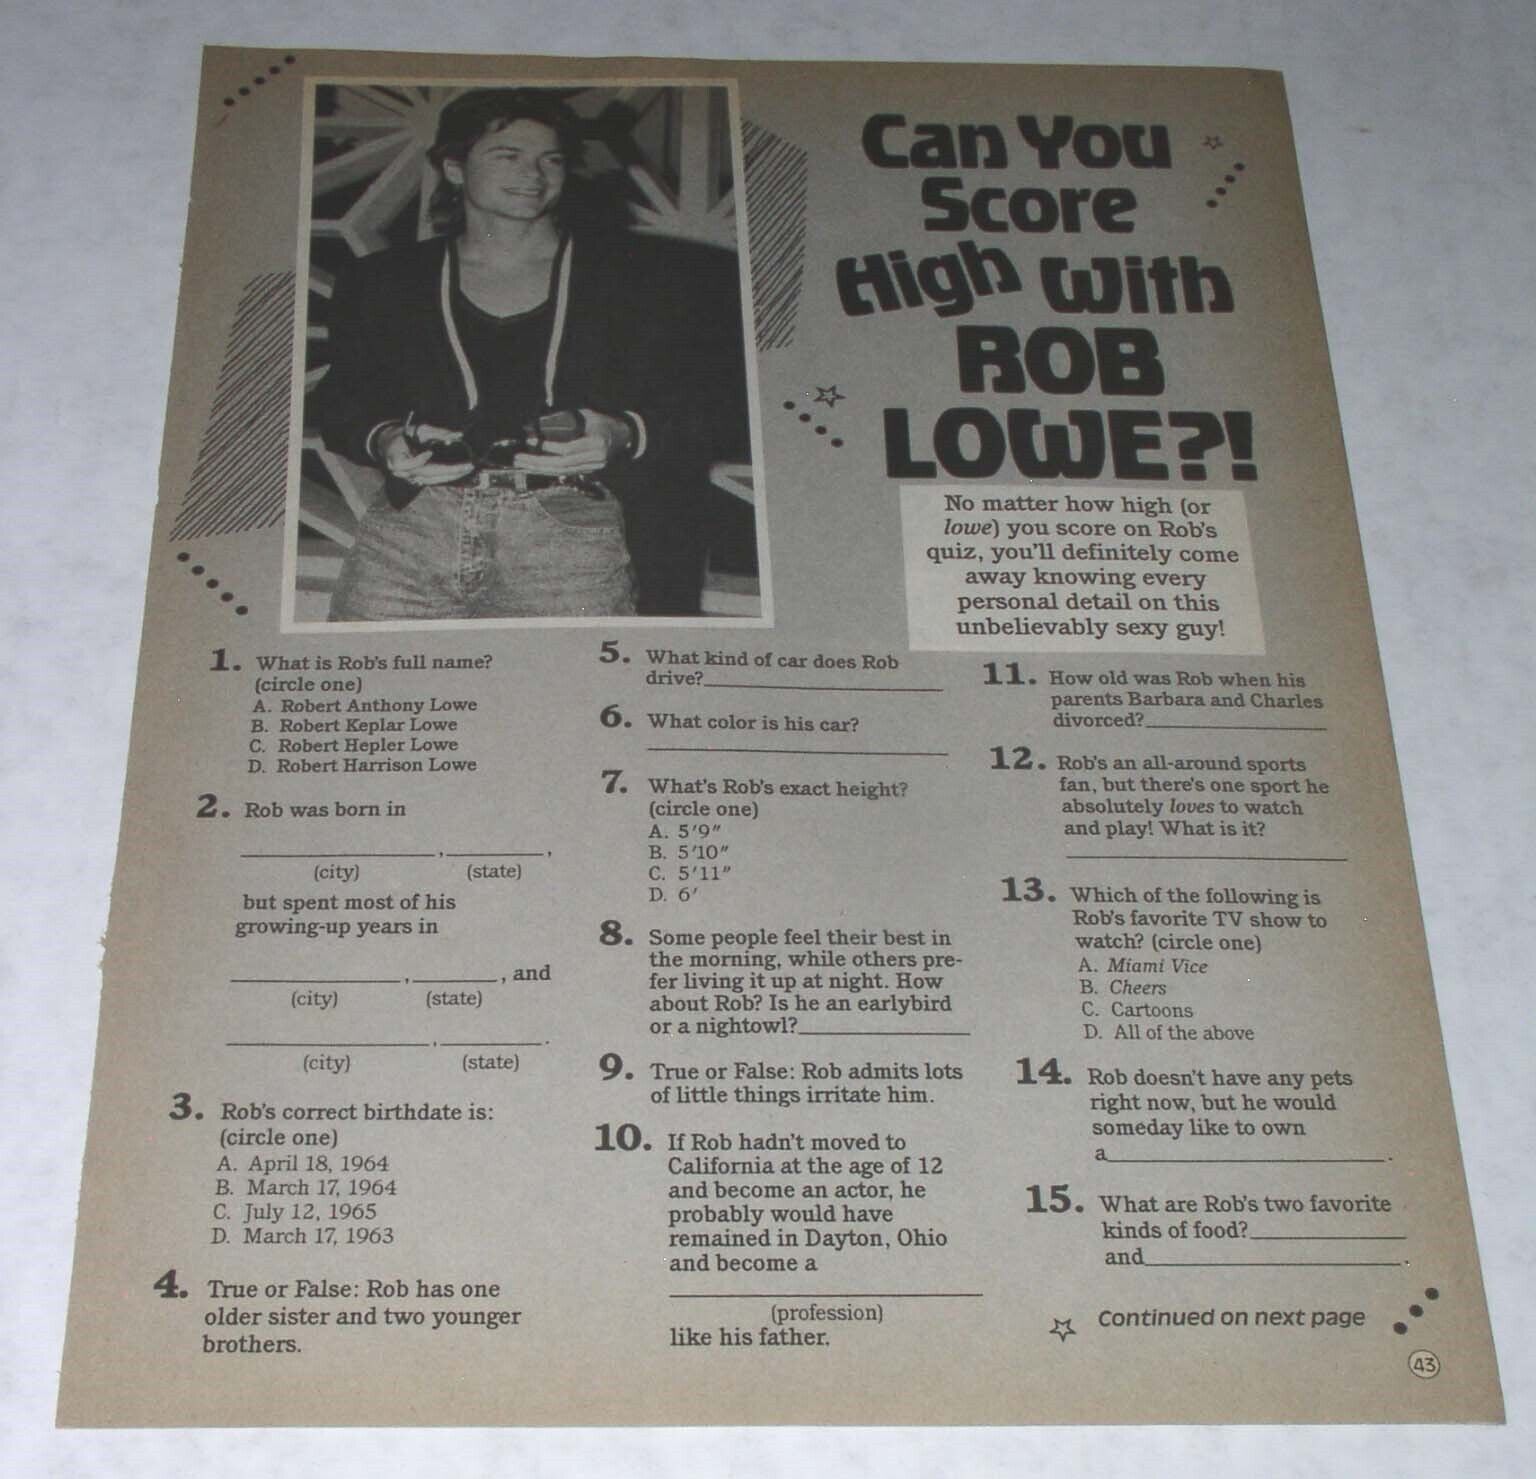 Can You
Score
High With
ROB
LOWE?!
No matter how high (or
lowe) you score on Rob's
quiz, you'll definitely come
away knowing every
personal detail on this
unbelievably sexy guy!
1. What is Rob's full name?
(circle one)
A. Robert Anthony Lowe
B. Robert Keplar Lowe
C. Robert Hepler Lowe
D. Robert Harrison Lowe
2. Rob was born in
____________, ________,
(city) (state)
but spent most of his
growing-up years in
____________, ________, and
(city) (state)
____________, ________.
(city) (state)
3. Rob's correct birthdate is:
(circle one)
A. April 18, 1964
B. March 17, 1964
C. July 12, 1965
D. March 17, 1963
4. True or False: Rob has one
older sister and two younger
brothers.
5. What kind of car does Rob
drive?____________
6. What color is his car?
____________
7. What's Rob's exact height?
(circle one)
A. 5'9"
B. 5'10"
C. 5'11"
D. 6'
8. Some people feel their best in
the morning, while others pre-
fer living it up at night. How
about Rob? Is he an earlybird
or a nightowl?____________
9. True or False: Rob admits lots
of little things irritate him.
10. If Rob hadn't moved to
California at the age of 12
and become an actor, he
probably would have
remained in Dayton, Ohio
and become a
____________
(profession)
like his father.
11. How old was Rob when his
parents Barbara and Charles
divorced?____________
12. Rob's an all-around sports
fan, but there's one sport he
absolutely loves to watch
and play! What is it?
____________
13. Which of the following is
Rob's favorite TV show to
watch? (circle one)
A. Miami Vice
B. Cheers
C. Cartoons
D. All of the above
14. Rob doesn't have any pets
right now, but he would
someday like to own
a____________.
15. What are Rob's two favorite
kinds of food?____________
and____________.
Continued on next page
43